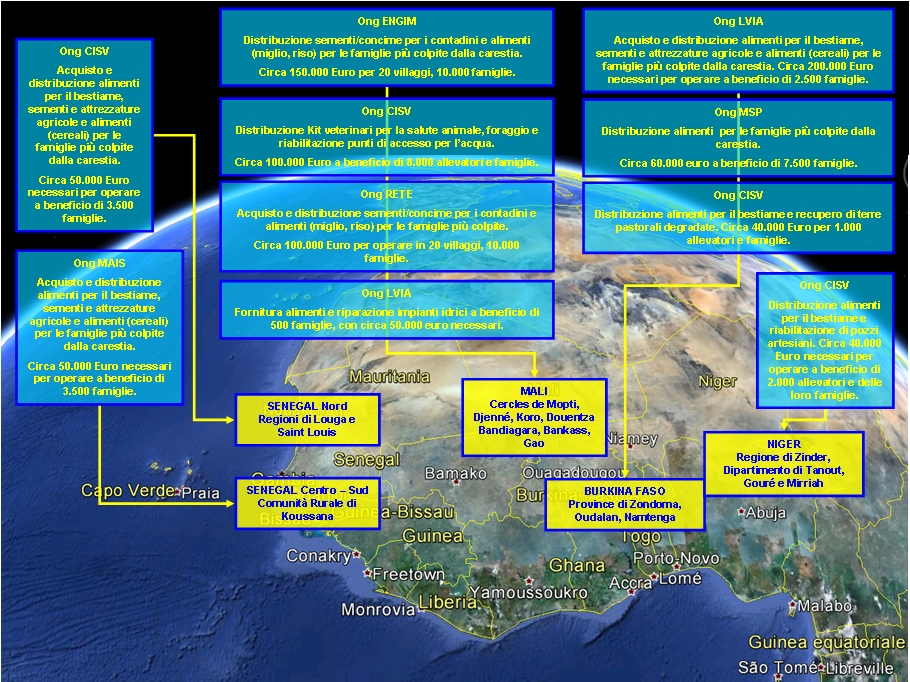 Ong CISV
Acquisto e
distribuzione alimenti
per il bestiame,
sementi e attrezzature
agricole e alimenti
(cereali) per le
famiglie più colpite
dalla carestia.
Circa 50.000 Euro
necessari per operare
a beneficio di 3.500
famiglie.
Ong MAIS
Acquisto e distribuzione
alimenti per il bestiame,
sementi e attrezzature
agricole e alimenti (cereali)
per le famiglie più colpite
dalla carestia.
Circa 50.000 Euro necessari
per operare a beneficio di
3.500 famiglie.
Ong ENGIM
Distribuzione sementi/concime per i contadini e alimenti
(miglio, riso) per le famiglie più colpite dalla carestia.
Circa 150.000 Euro per 20 villaggi, 10.000 famiglie.
Ong CISV
Distribuzione Kit veterinari per la salute animale, foraggio e
riabilitazione punti di accesso per l'acqua.
Circa 100.000 Euro a beneficio di 8.000 allevatori e famiglie.
Ong RETE
Acquisto e distribuzione sementi/concime per i contadini e
alimenti (miglio, riso) per le famiglie più colpite.
Circa 100.000 Euro per operare in 20 villaggi, 10.000
famiglie.
Ong LVIA
Fornitura alimenti e riparazione impianti idrici a beneficio di
500 famiglie, con circa 50.000 euro necessari.
Ong LVIA
Acquisto e distribuzione alimenti per il bestiame,
sementi e attrezzature agricole e alimenti (cereali) per le
famiglie più colpite dalla carestia. Circa 200.000 Euro
necessari per operare a beneficio di 2.500 famiglie.
Ong MSP
Distribuzione alimenti per le famiglie più colpite dalla
carestia.
Circa 60.000 euro a beneficio di 7.500 famiglie.
Ong CISV
Distribuzione alimenti per il bestiame e recupero di terre
pastorali degradate. Circa 40.000 Euro per 1.000
allevatori e famiglie.
Ong CISV
Distribuzione alimenti
per il bestiame e
riabilitazione di pozzi
artesiani. Circa 40.000
Euro necessari per
operare a beneficio di
2.000 allevatori e delle
loro famiglie.
Mauritania
Niger
SENEGAL Nord
Regioni di Louga e
Saint Louis
MALI
Cercles de Mopti,
Djenné, Koro, Douentza
Bandiagara, Bankass,
Gao
Niamey
NIGER
Regione di Zinder,
Dipartimento di Tanout,
Gouré e Mirriah
Senegal
Bamako
Ouagadougou
Capo Verde
Praia
SENEGAL Centro – Sud
Comunità Rurale di
Koussana
BURKINA FASO
Province di Zondoma,
Oudalan, Namtenga
Guinea-Bissau
Abuja
Guinea
Togo
Conakry
Ghana
Porto-Novo
Freetown
Accra
Lomé
Yamoussoukro
Monrovia
Liberia
Malabo
Guinea equatoriale
São Tomé
Libreville